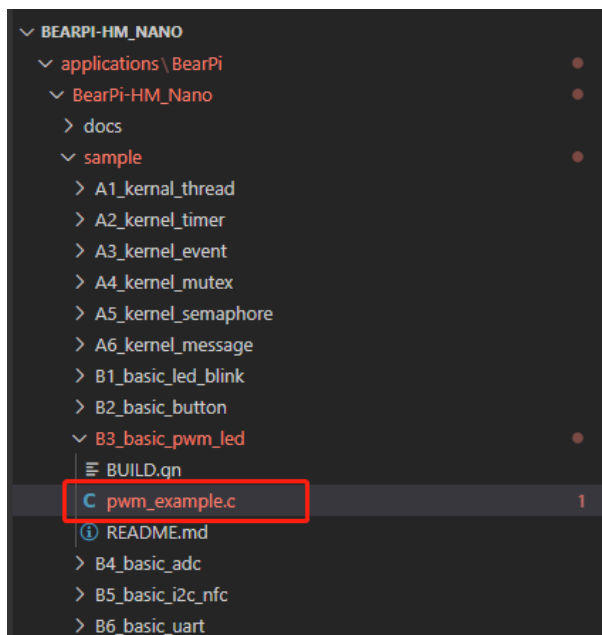 BEARPI-HM_NANO
applications\BearPi
BearPi-HM_Nano
docs
sample
A1_kernal_thread
A2_kernel_timer
A3_kernel_event
A4_kernel_mutex
A5_kernel_semaphore
A6_kernel_message
B1_basic_led_blink
B2_basic_button
B3_basic_pwm_led
BUILD.gn
C pwm_example.c 1
README.md
B4_basic_adc
B5_basic_i2c_nfc
B6_basic_uart